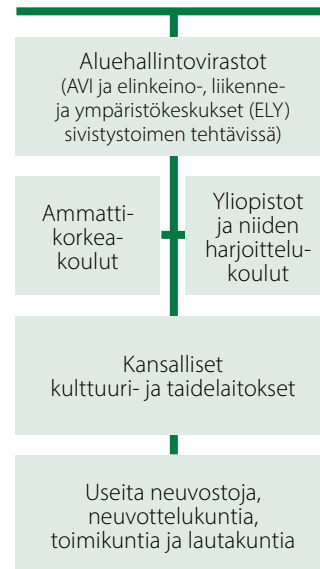 Aluehallintovirastot
(AVI ja elinkeino-, liikenne-
ja ympäristökeskukset (ELY)
sivistystoimen tehtävissä)
Ammatti-
korkea-
koulut
Yliopistot
ja niiden
harjoittelu-
koulut
Kansalliset
kulttuuri- ja taidelaitokset
Useita neuvostoja,
neuvottelukuntia,
toimikuntia ja lautakuntia